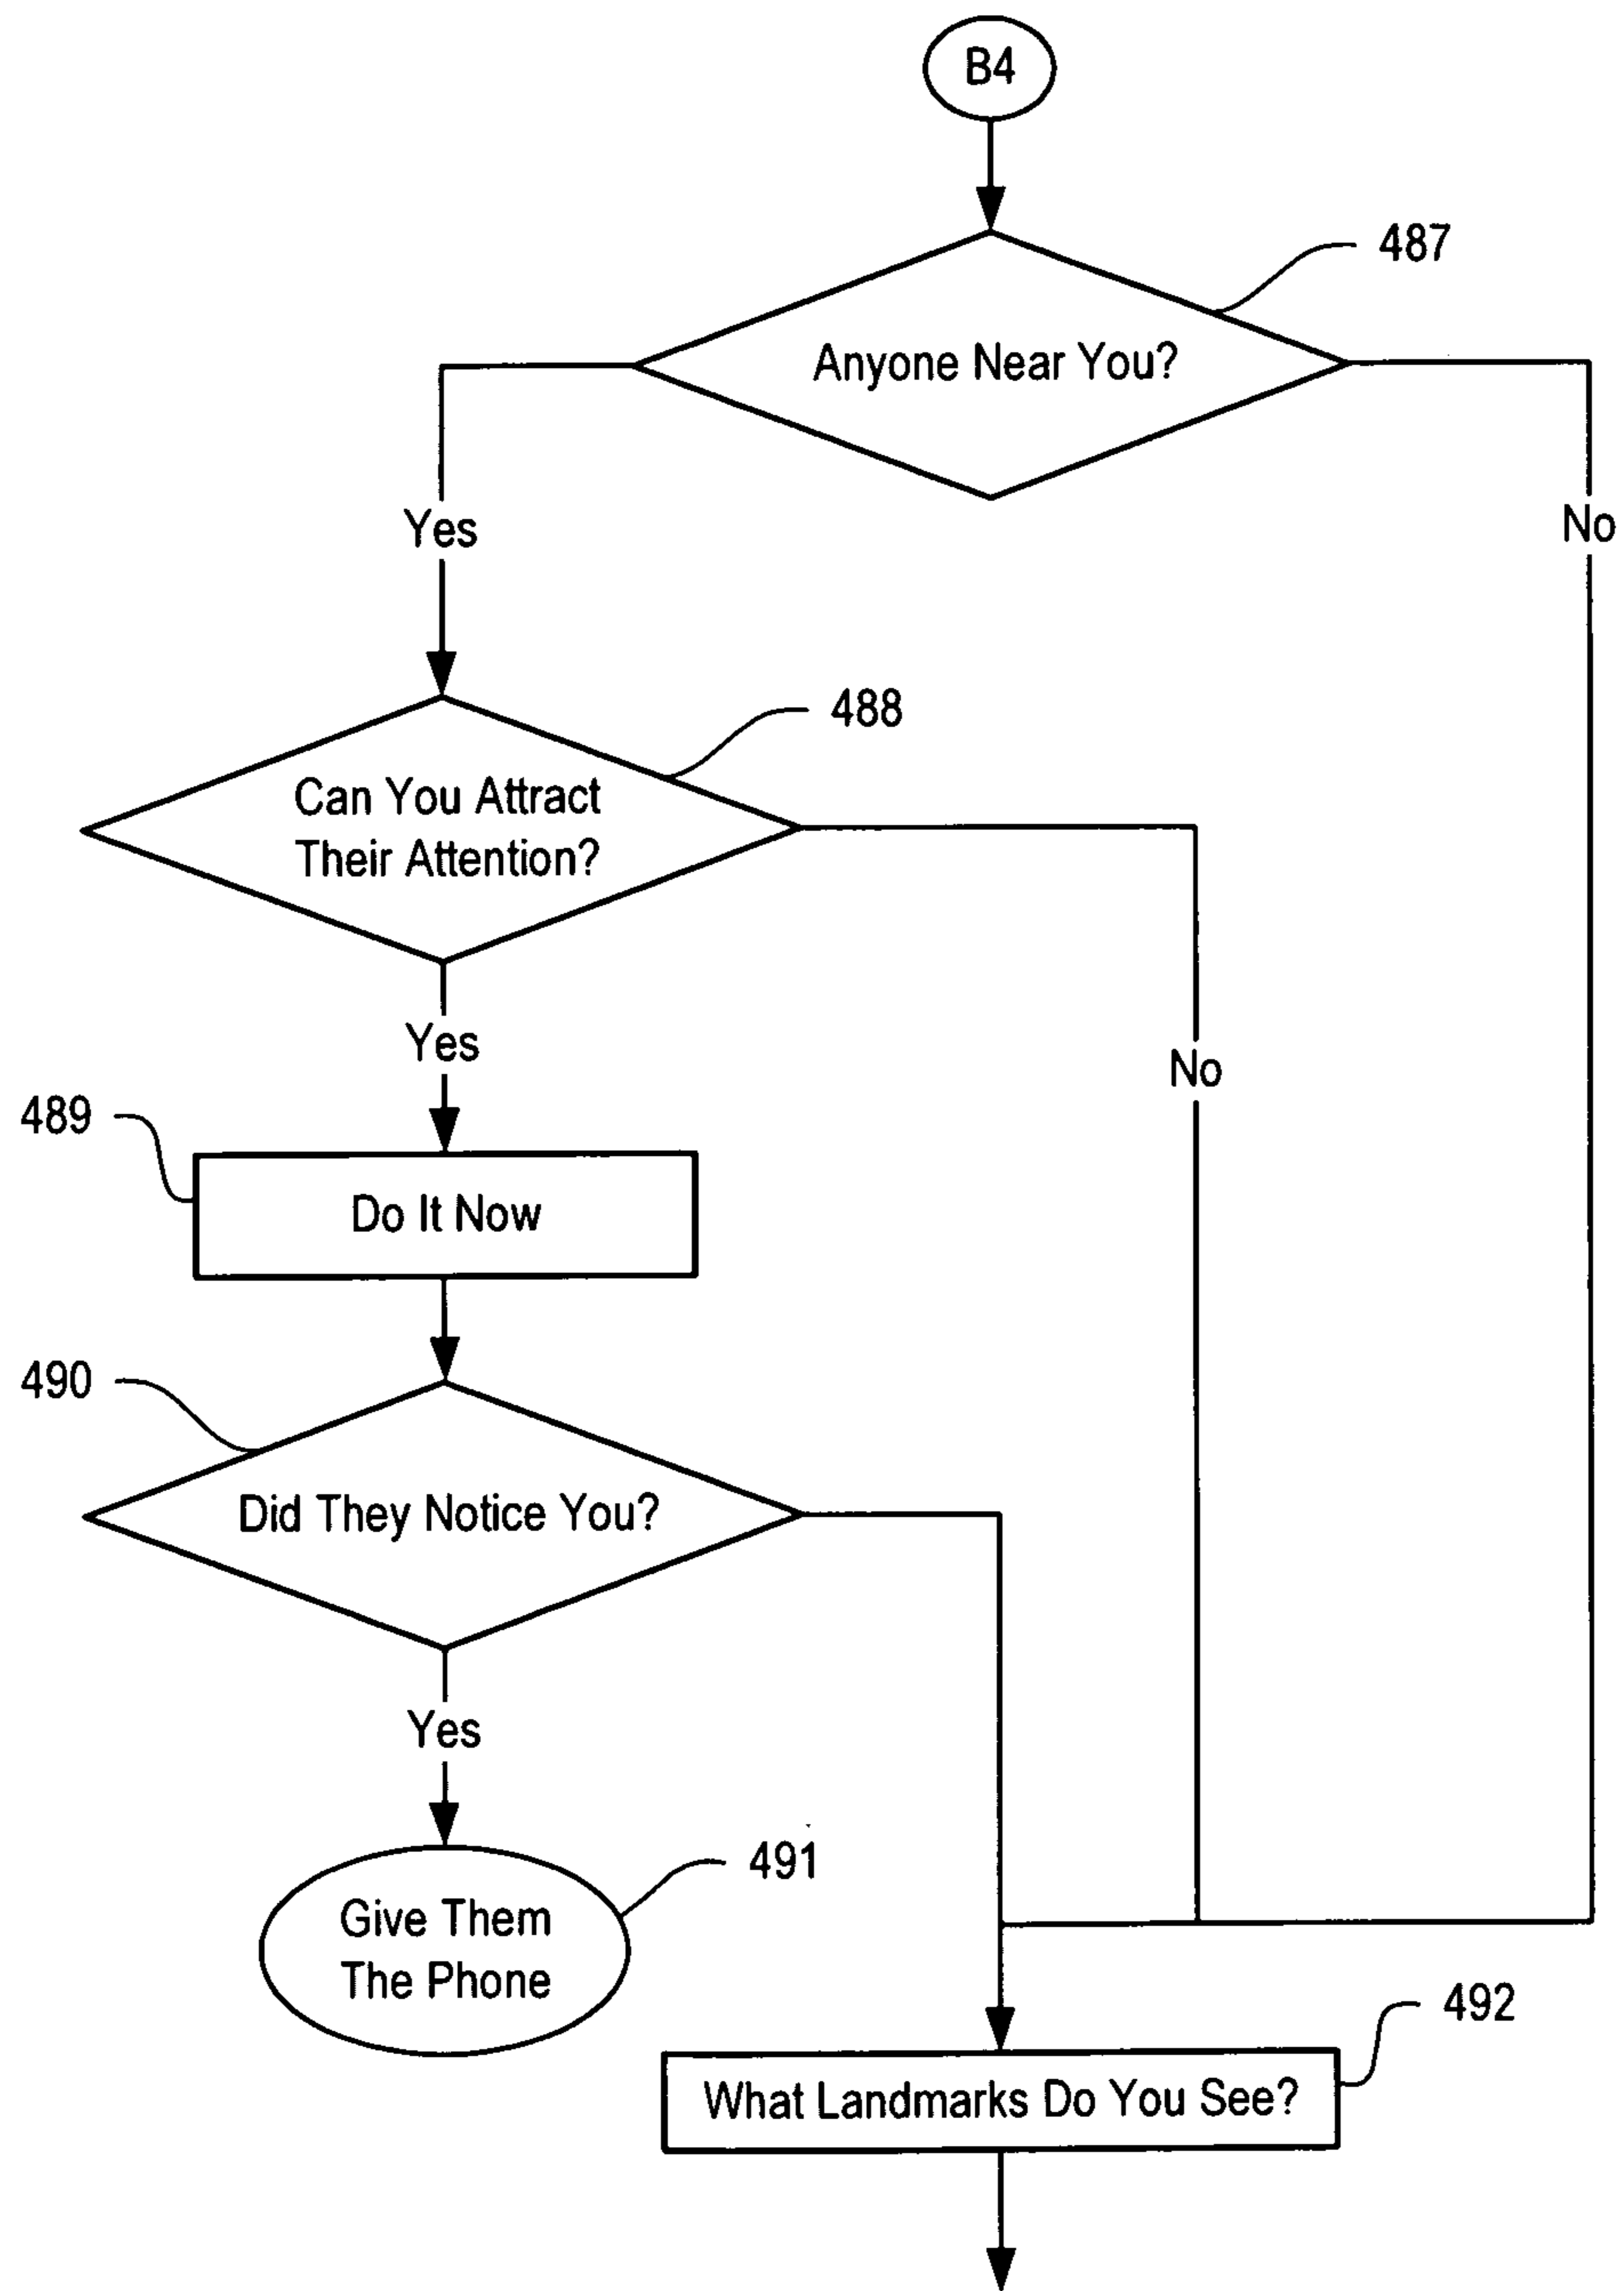 B4
487
Anyone Near You?
Yes
No
488
Can You Attract
Their Attention?
Yes
No
489
Do It Now
490
Did They Notice You?
Yes
491
Give Them
The Phone
492
What Landmarks Do You See?